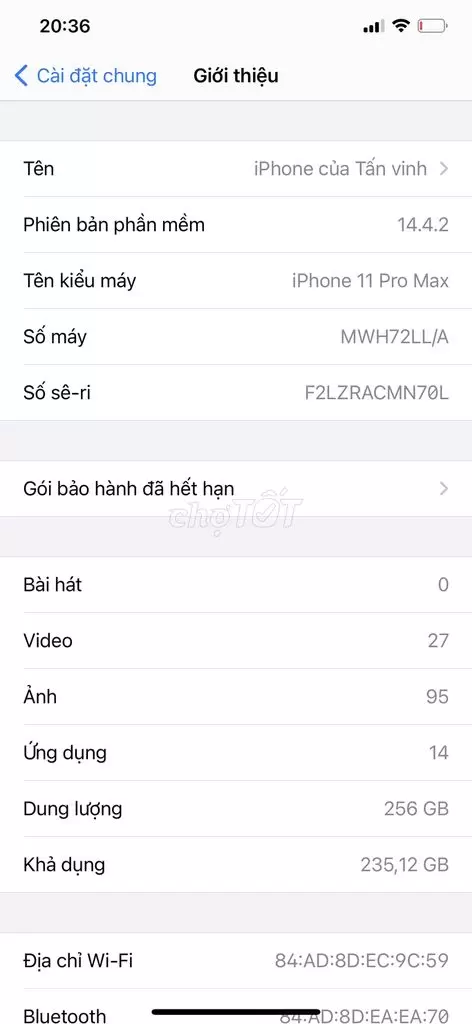 20:36
Cài đặt chung Giới thiệu
Tên iPhone của Tấn vinh
Phiên bản phần mềm 14.4.2
Tên kiểu máy iPhone 11 Pro Max
Số máy MWH72LL/A
Số sê-ri F2LZRACMN70L
Gói bảo hành đã hết hạn
chợTỐT
Bài hát 0
Video 27
Ảnh 95
Ứng dụng 14
Dung lượng 256 GB
Khả dụng 235,12 GB
Địa chỉ Wi-Fi 84:AD:8D:EC:9C:59
Bluetooth 84:AD:8D:EA:EA:70